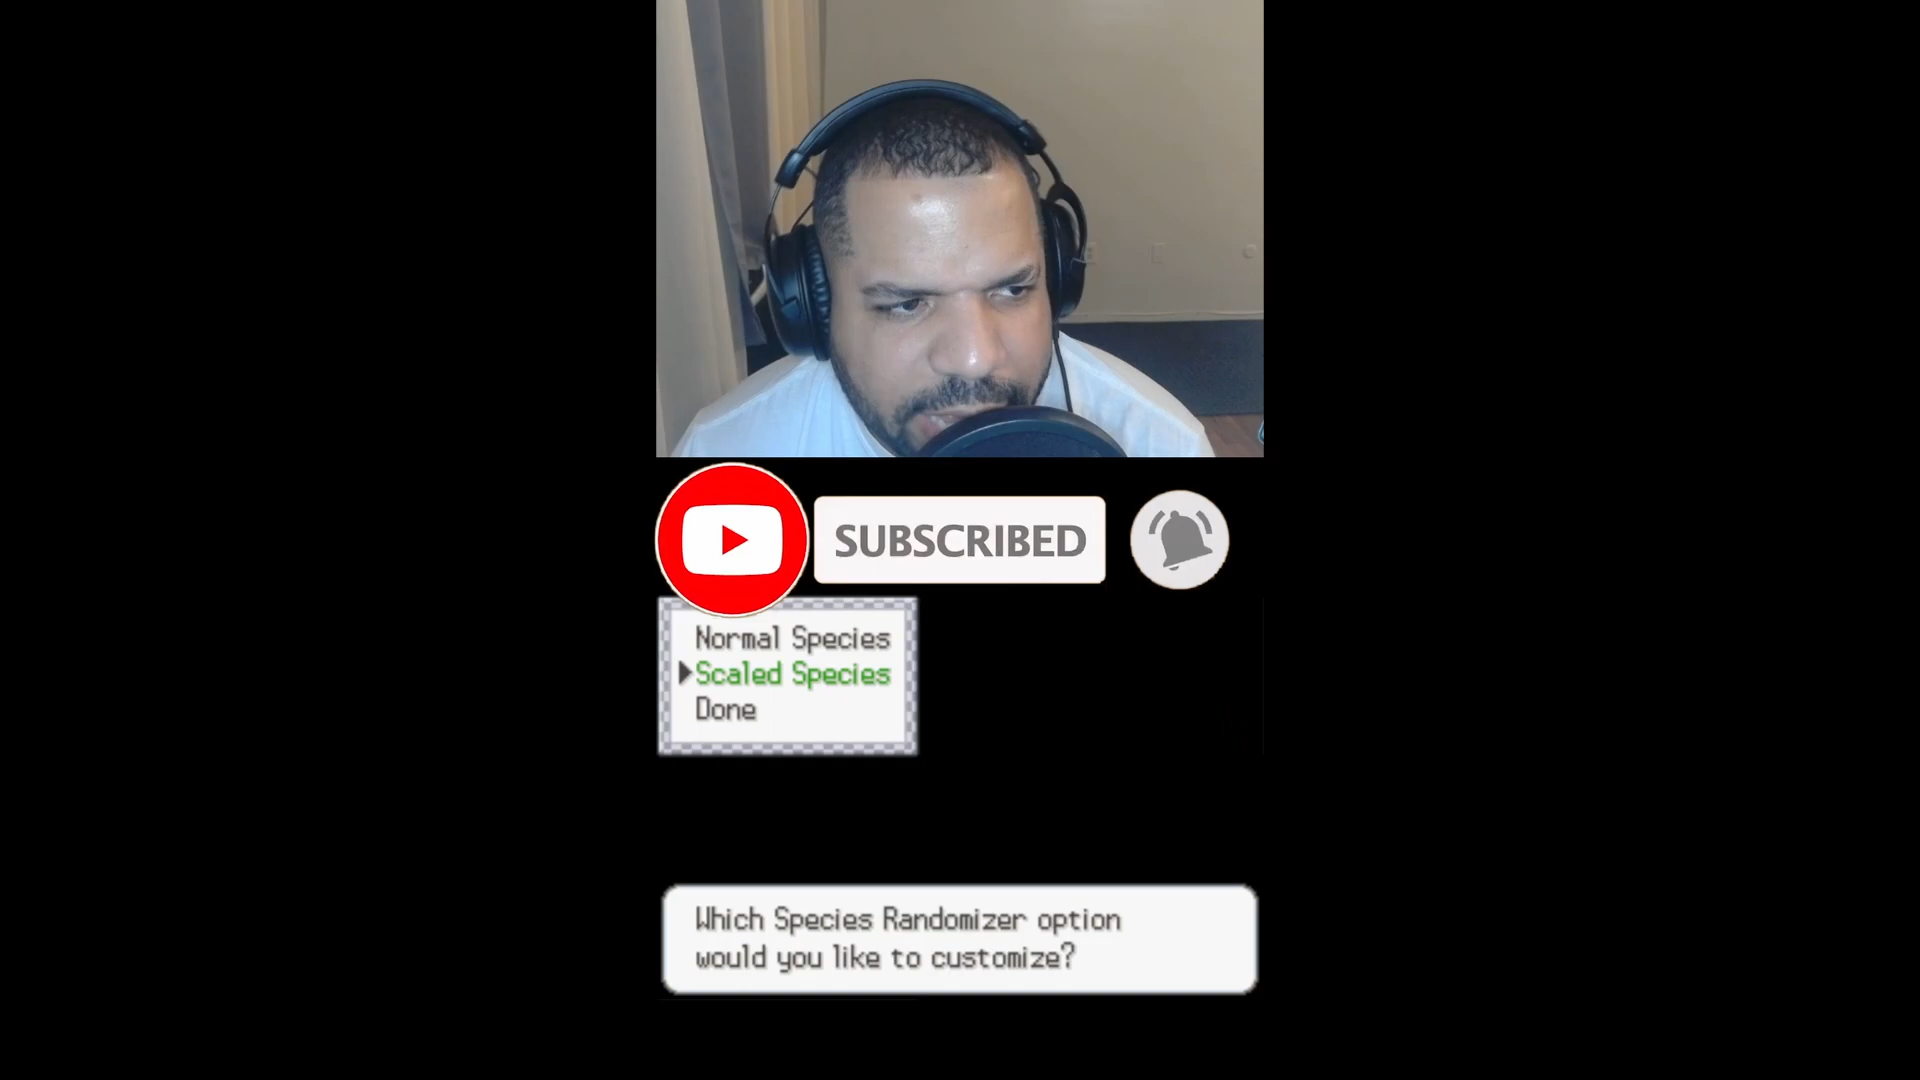 SUBSCRIBED
Normal Species
Scaled Species
Done
Which Species Randomizer option
would you like to customize?